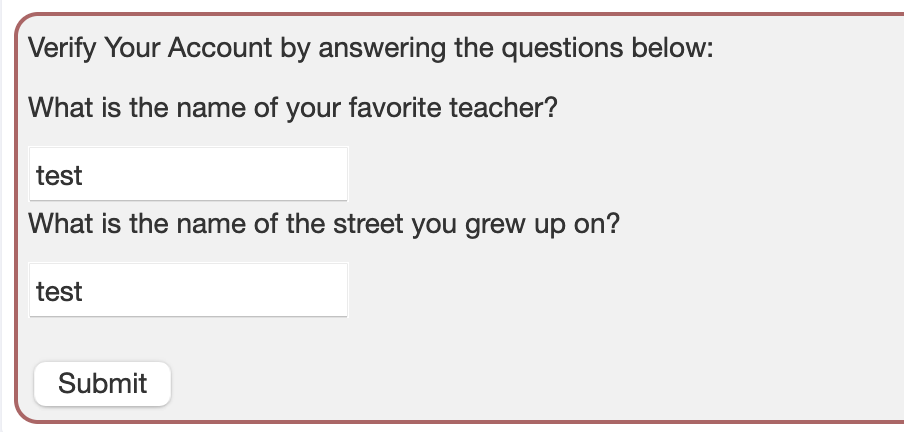 Verify Your Account by answering the questions below:
What is the name of your favorite teacher?
test
What is the name of the street you grew up on?
test
Submit